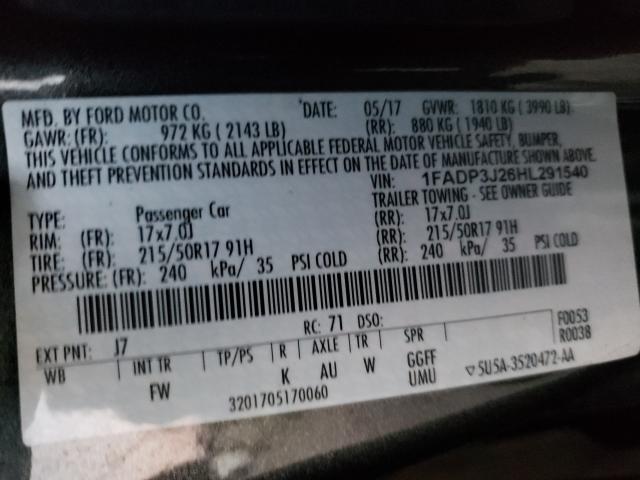 MFD. BY FORD MOTOR CO. DATE: 05/17 GVWR: 1810 KG ( 3990 LB)
GAWR: (FR): 972 KG ( 2143 LB) (RR): 880 KG ( 1940 LB)
THIS VEHICLE CONFORMS TO ALL APPLICABLE FEDERAL MOTOR VEHICLE SAFETY, BUMPER,
AND THEFT PREVENTION STANDARDS IN EFFECT ON THE DATE OF MANUFACTURE SHOWN ABOVE.
VIN: 1FADP3J26HL291540
TYPE: Passenger Car TRAILER TOWING - SEE OWNER GUIDE
RIM: (FR): 17x7.0J (RR): 17x7.0J
TIRE: (FR): 215/50R17 91H (RR): 215/50R17 91H
PRESSURE: (FR): 240 kPa/ 35 PSI COLD (RR): 240 kPa/ 35 PSI COLD
EXT PNT: J7 RC: 71 DSO: F0053
R0038
WB INT TR TP/PS R AXLE TR SPR
FW K AU W GGFF
UMU
3201705170060 ▽5U5A-3520472-AA